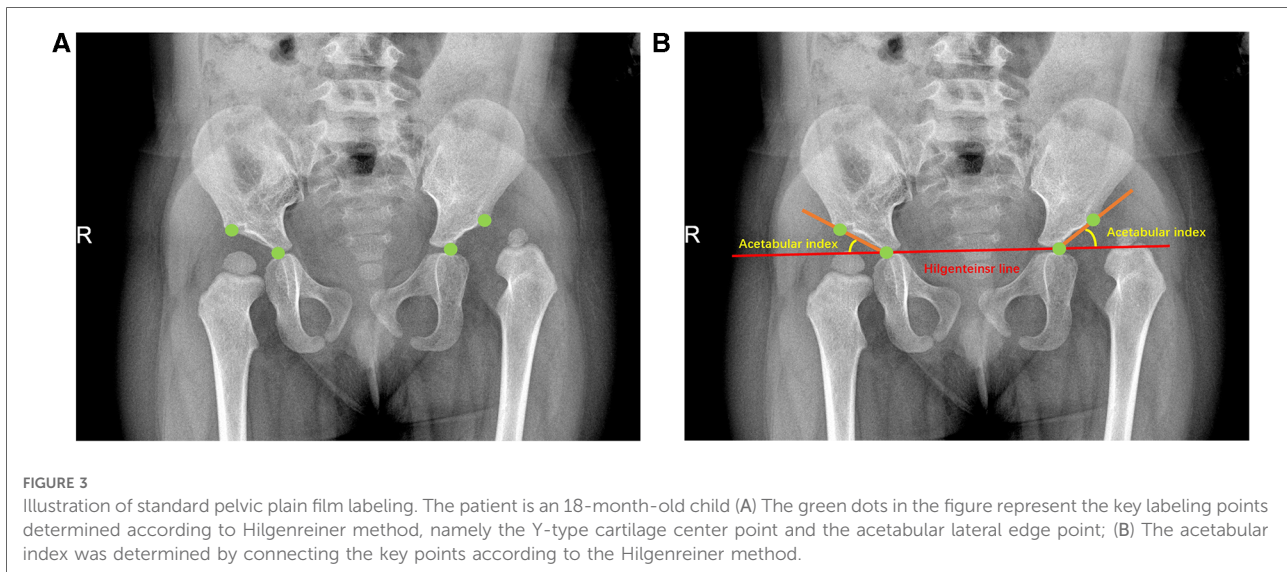 A
B
R
R
Acetabular index
Acetabular index
Hilgenteinsr line
FIGURE 3
Illustration of standard pelvic plain film labeling. The patient is an 18-month-old child (A) The green dots in the figure represent the key labeling points
determined according to Hilgenreiner method, namely the Y-type cartilage center point and the acetabular lateral edge point; (B) The acetabular
index was determined by connecting the key points according to the Hilgenreiner method.